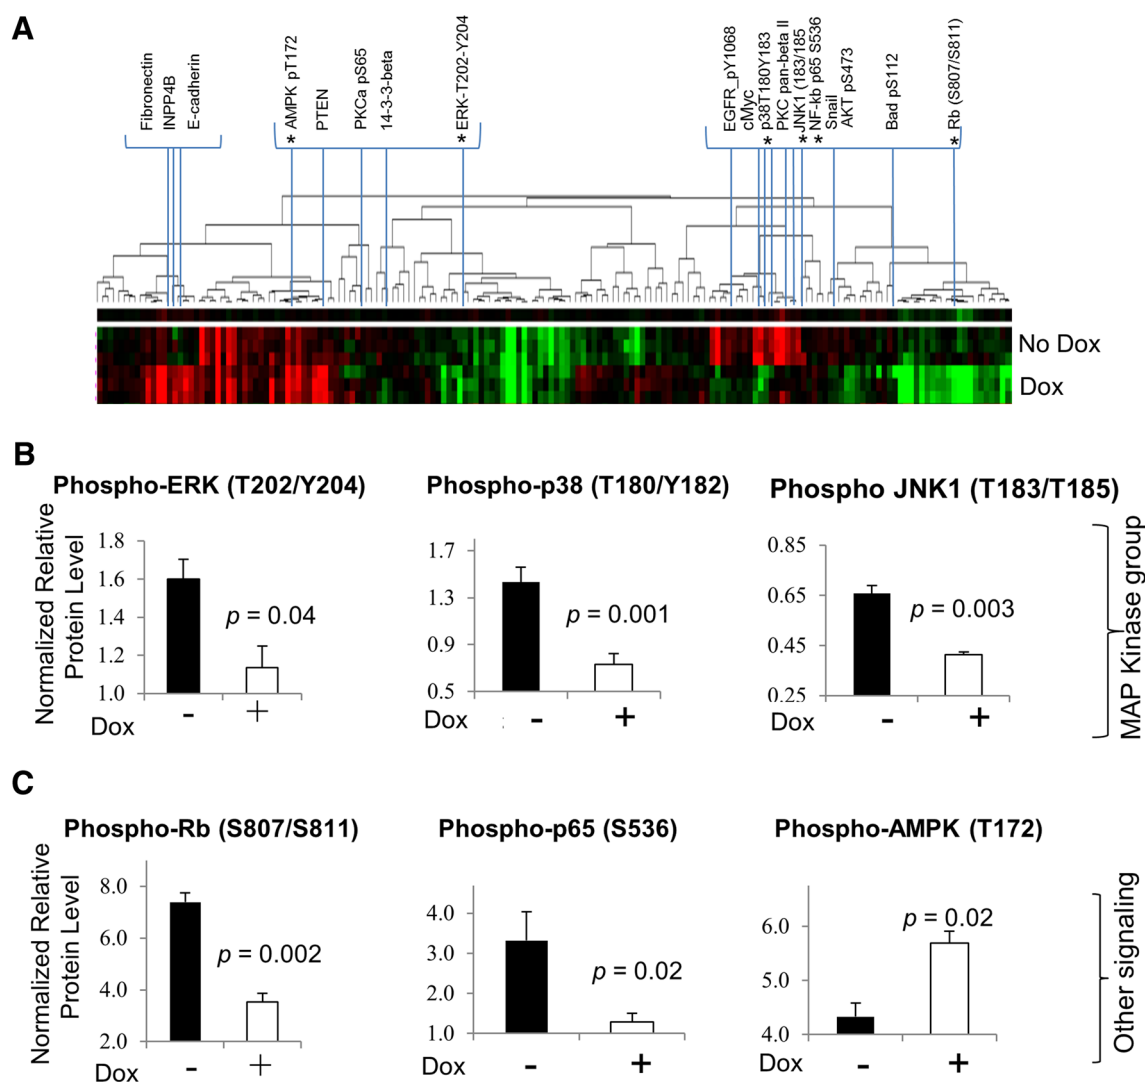 A
Fibronectin
INPP4B
E-cadherin
* AMPK pT172
PTEN
PKCa pS65
14-3-3-beta
* ERK-T202-Y204
EGFR_pY1068
cMyc
* p38T180Y183
PKC pan-beta II
* JNK1 (183/185)
* NF-kb p65 S536
Snail
AKT pS473
Bad pS112
* Rb (S807/S811)
No Dox
Dox
B
Phospho-ERK (T202/Y204)
Normalized Relative
Protein Level
1.8
1.6
1.4
1.2
1.0
p = 0.04
Dox - +
Phospho-p38 (T180/Y182)
1.7
1.3
0.9
0.5
p = 0.001
Dox - +
Phospho JNK1 (T183/T185)
0.85
0.65
0.45
0.25
p = 0.003
Dox - +
MAP Kinase group
C
Phospho-Rb (S807/S811)
Normalized Relative
Protein Level
8.0
6.0
4.0
2.0
p = 0.002
Dox - +
Phospho-p65 (S536)
4.0
3.0
2.0
1.0
p = 0.02
Dox - +
Phospho-AMPK (T172)
6.0
5.0
4.0
p = 0.02
Dox - +
Other signaling